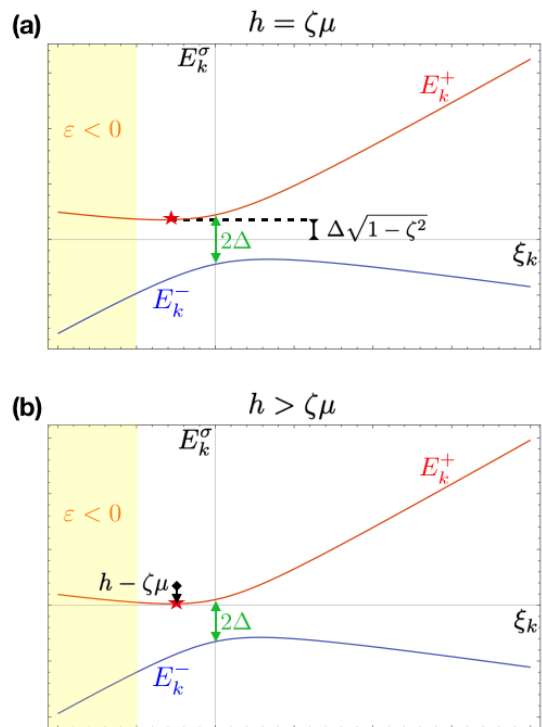 (a)
h = ζμ
E_k^σ
E_k^+
ε < 0
Δ√(1 − ζ²)
2Δ
ξ_k
E_k^−
(b)
h > ζμ
E_k^σ
E_k^+
ε < 0
h − ζμ
2Δ
ξ_k
E_k^−